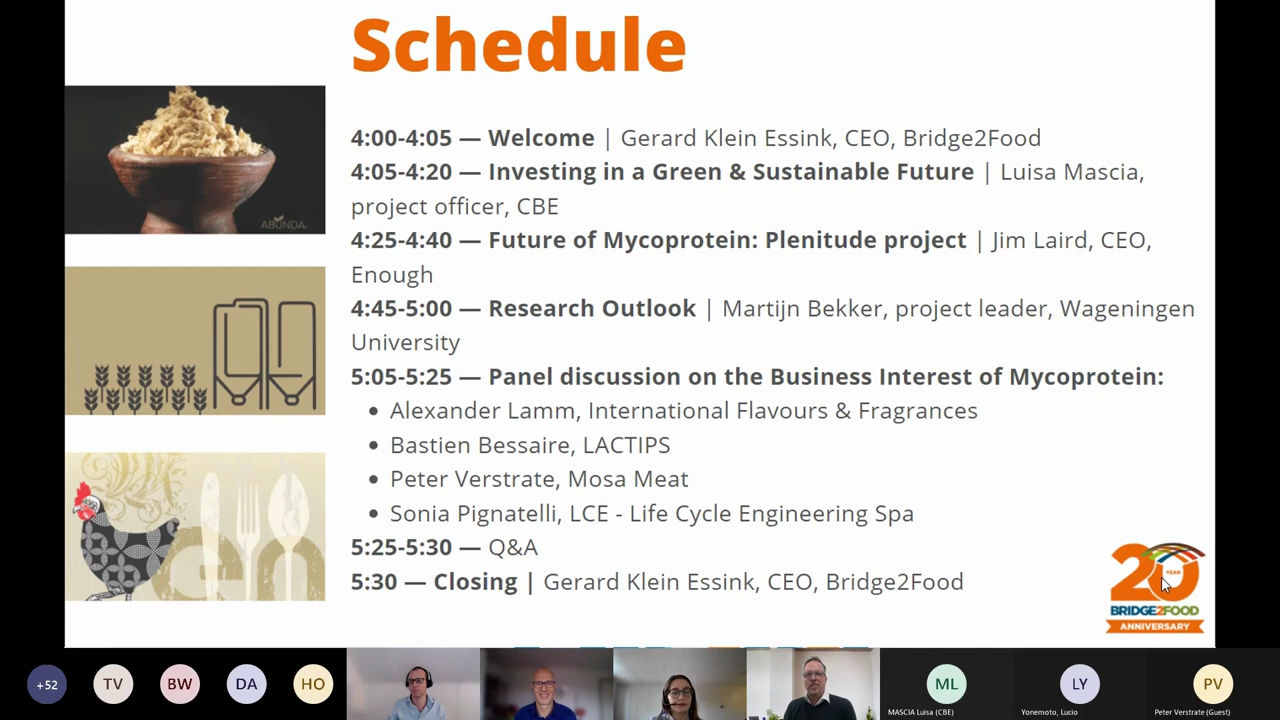 Schedule
4:00-4:05 — Welcome | Gerard Klein Essink, CEO, Bridge2Food
4:05-4:20 — Investing in a Green & Sustainable Future | Luisa Mascia,
project officer, CBE
4:25-4:40 — Future of Mycoprotein: Plenitude project | Jim Laird, CEO,
Enough
4:45-5:00 — Research Outlook | Martijn Bekker, project leader, Wageningen
University
5:05-5:25 — Panel discussion on the Business Interest of Mycoprotein:
• Alexander Lamm, International Flavours & Fragrances
• Bastien Bessaire, LACTIPS
• Peter Verstrate, Mosa Meat
• Sonia Pignatelli, LCE - Life Cycle Engineering Spa
5:25-5:30 — Q&A
5:30 — Closing | Gerard Klein Essink, CEO, Bridge2Food
ABUNDA
en
20
YEAR
BRIDGE2FOOD
ANNIVERSARY
+52
TV
BW
DA
HO
ML
MASCIA Luisa (CBE)
LY
Yonemoto, Lucio
PV
Peter Verstrate (Guest)